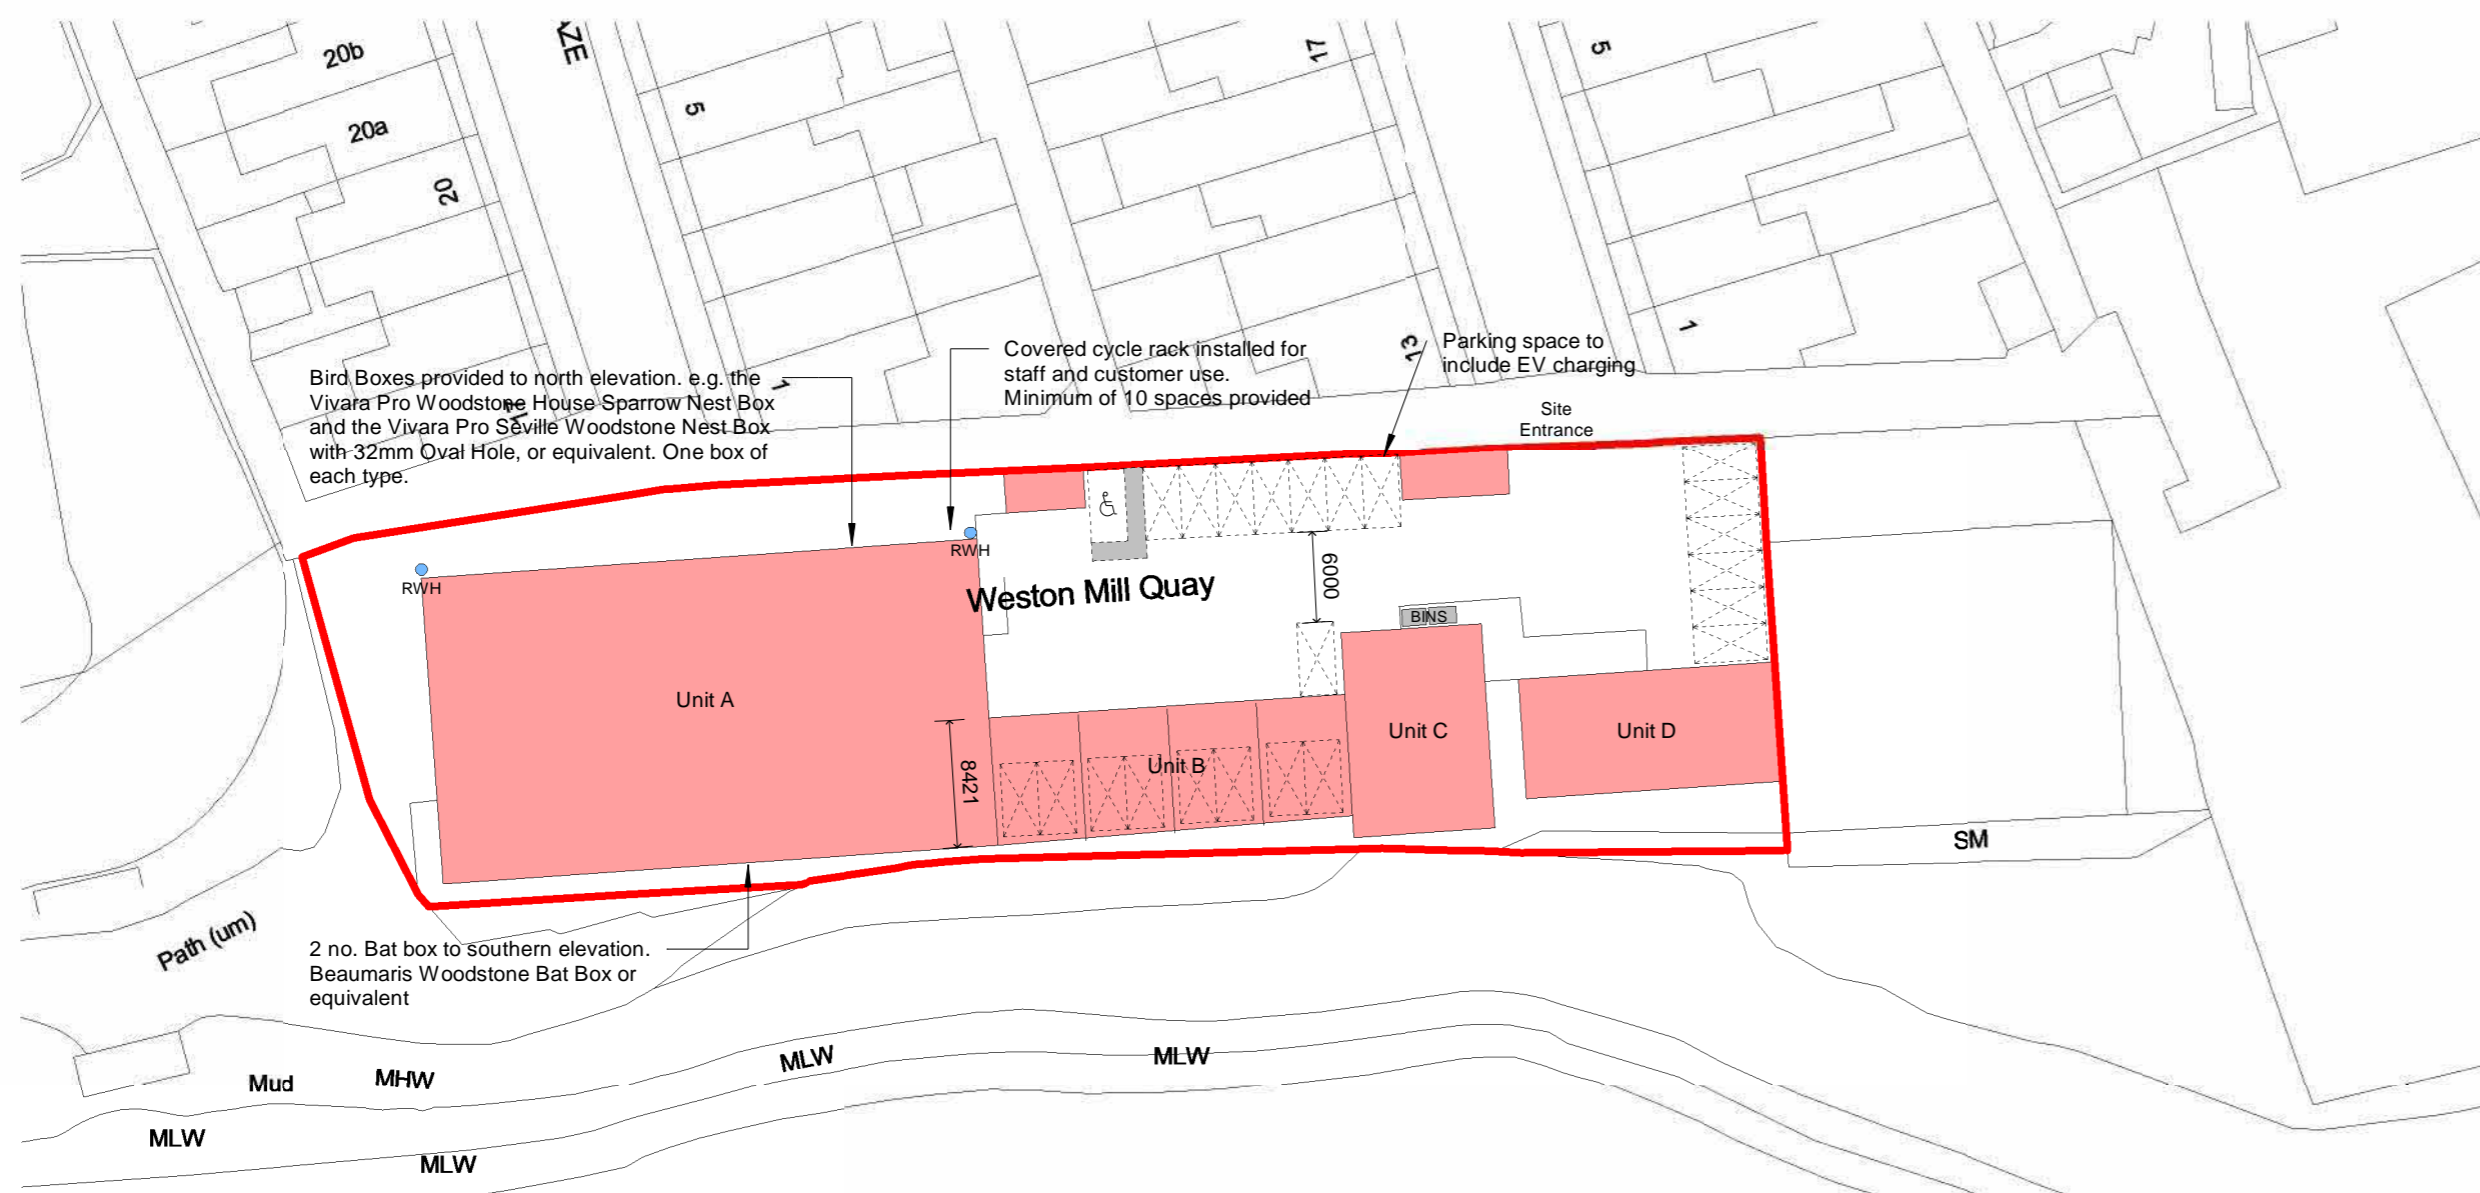 20b
20a
20
AZE
5
17
5
1
13
1
17
Bird Boxes provided to north elevation. e.g. the
Vivara Pro Woodstone House Sparrow Nest Box
and the Vivara Pro Seville Woodstone Nest Box
with 32mm Oval Hole, or equivalent. One box of
each type.
Covered cycle rack installed for
staff and customer use.
Minimum of 10 spaces provided
Parking space to
include EV charging
Site
Entrance
RWH
RWH
Weston Mill Quay
6000
BINS
Unit A
8421
Unit B
Unit C
Unit D
SM
Path (um)
2 no. Bat box to southern elevation.
Beaumaris Woodstone Bat Box or
equivalent
Mud
MHW
MLW
MLW
MLW
MLW